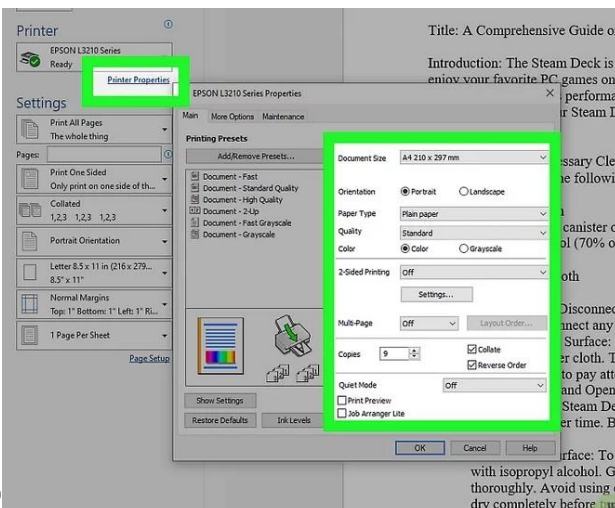 Printer
EPSON L3210 Series
Ready
Printer Properties
Settings
Print All Pages
The whole thing
Pages:
Print One Sided
Only print on one side of th...
Collated
1,2,3 1,2,3 1,2,3
Portrait Orientation
Letter 8.5 x 11 in (216 x 279...
8.5" x 11"
Normal Margins
Top: 1" Bottom: 1" Left: 1" Ri...
1 Page Per Sheet
Page Setup
EPSON L3210 Series Properties
Main More Options Maintenance
Printing Presets
Add/Remove Presets...
Document - Fast
Document - Standard Quality
Document - High Quality
Document - 2-Up
Document - Fast Grayscale
Document - Grayscale
Show Settings
Restore Defaults Ink Levels
Document Size A4 210 x 297 mm
Orientation Portrait Landscape
Paper Type Plain paper
Quality Standard
Color Color Grayscale
2-Sided Printing Off
Settings...
Multi-Page Off Layout Order...
Copies 9 Collate
Reverse Order
Quiet Mode Off
Print Preview
Job Arranger Lite
OK Cancel Help
Title: A Comprehensive Guide o
Introduction: The Steam Deck is
enjoy your favorite PC games on
performa
r Steam D
ssary Cle
e followi
canister o
ol (70% o
oth
Disconnec
nnect any
Surface:
er cloth. T
to pay atte
and Open
Steam De
er time. B
rface: To
with isopropyl alcohol. G
thoroughly. Avoid using
dry completely before